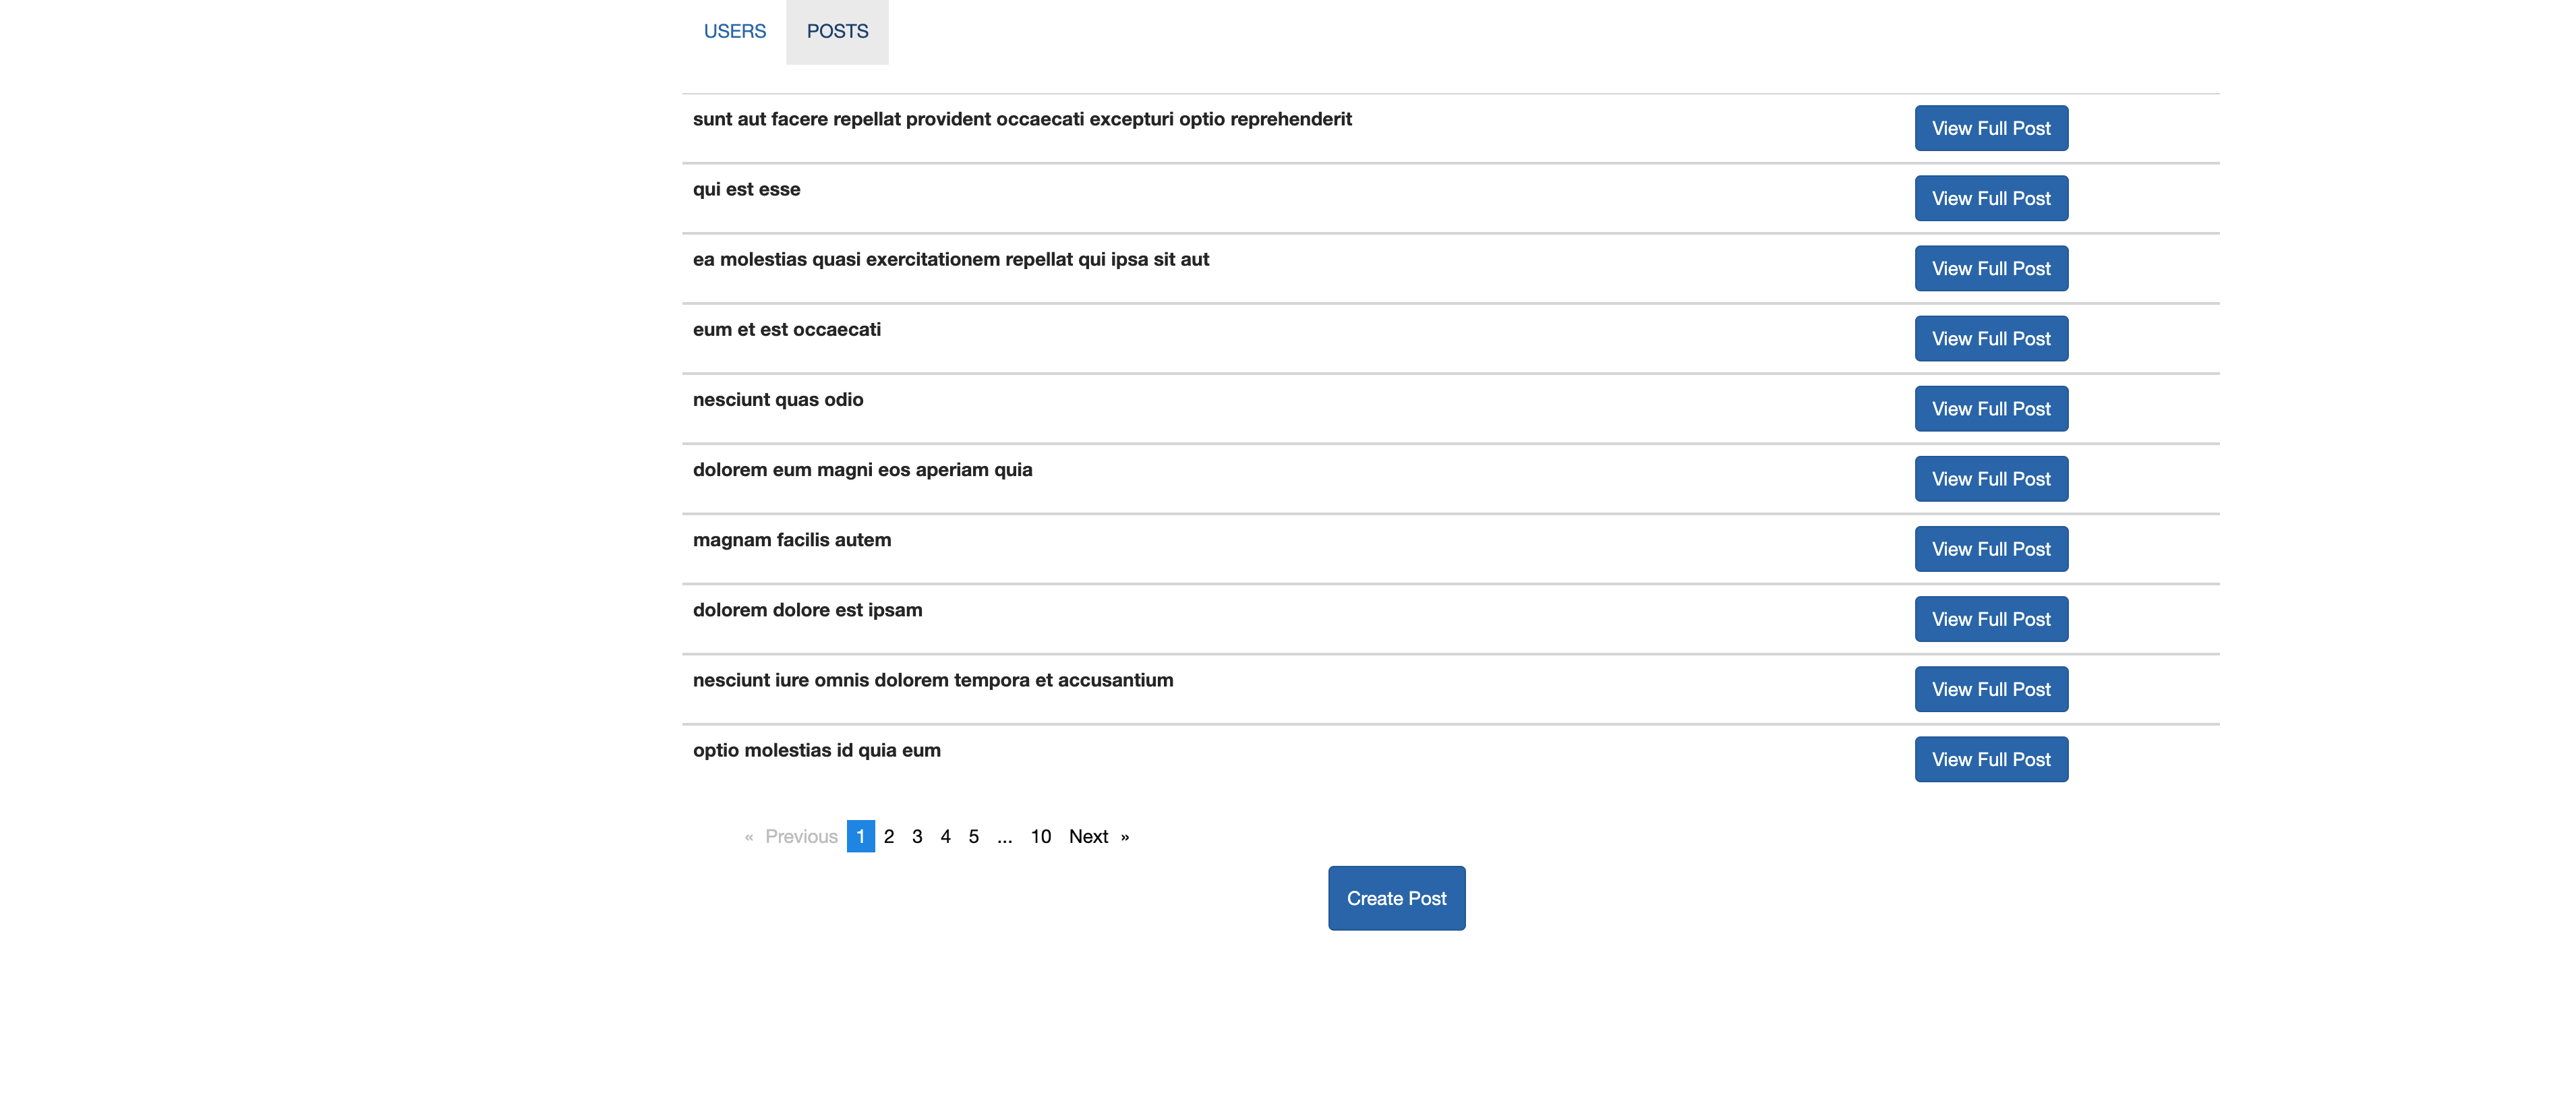 USERS POSTS
sunt aut facere repellat provident occaecati excepturi optio reprehenderit View Full Post
qui est esse View Full Post
ea molestias quasi exercitationem repellat qui ipsa sit aut View Full Post
eum et est occaecati View Full Post
nesciunt quas odio View Full Post
dolorem eum magni eos aperiam quia View Full Post
magnam facilis autem View Full Post
dolorem dolore est ipsam View Full Post
nesciunt iure omnis dolorem tempora et accusantium View Full Post
optio molestias id quia eum View Full Post
« Previous 1 2 3 4 5 ... 10 Next »
Create Post